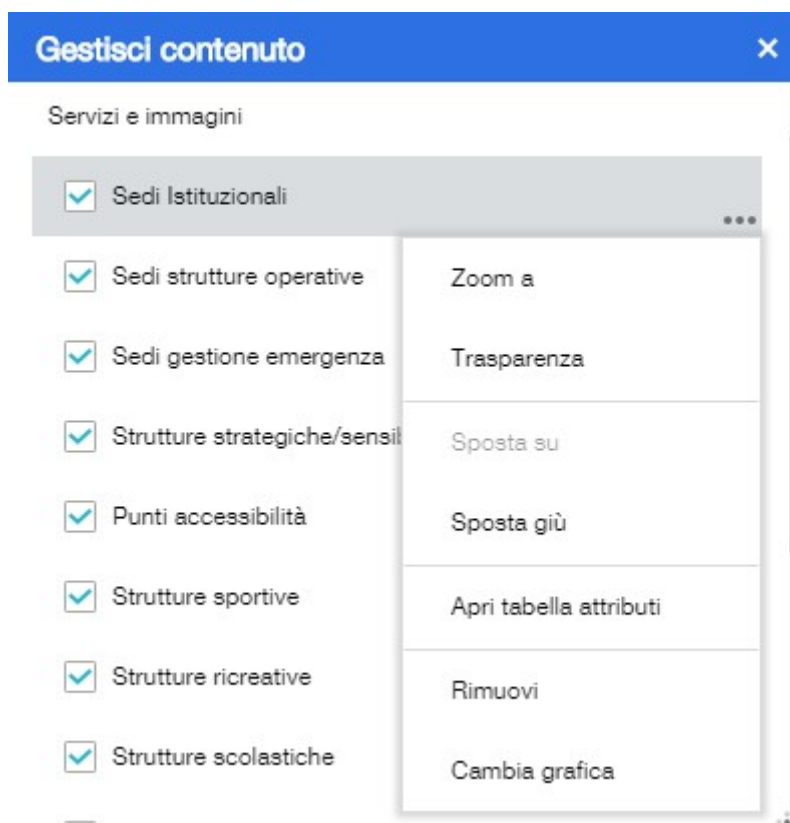 Gestisci contenuto
Servizi e immagini
Sedi Istituzionali
Sedi strutture operative
Sedi gestione emergenza
Strutture strategiche/sensi
Punti accessibilità
Strutture sportive
Strutture ricreative
Strutture scolastiche
Zoom a
Trasparenza
Sposta su
Sposta giù
Apri tabella attributi
Rimuovi
Cambia grafica